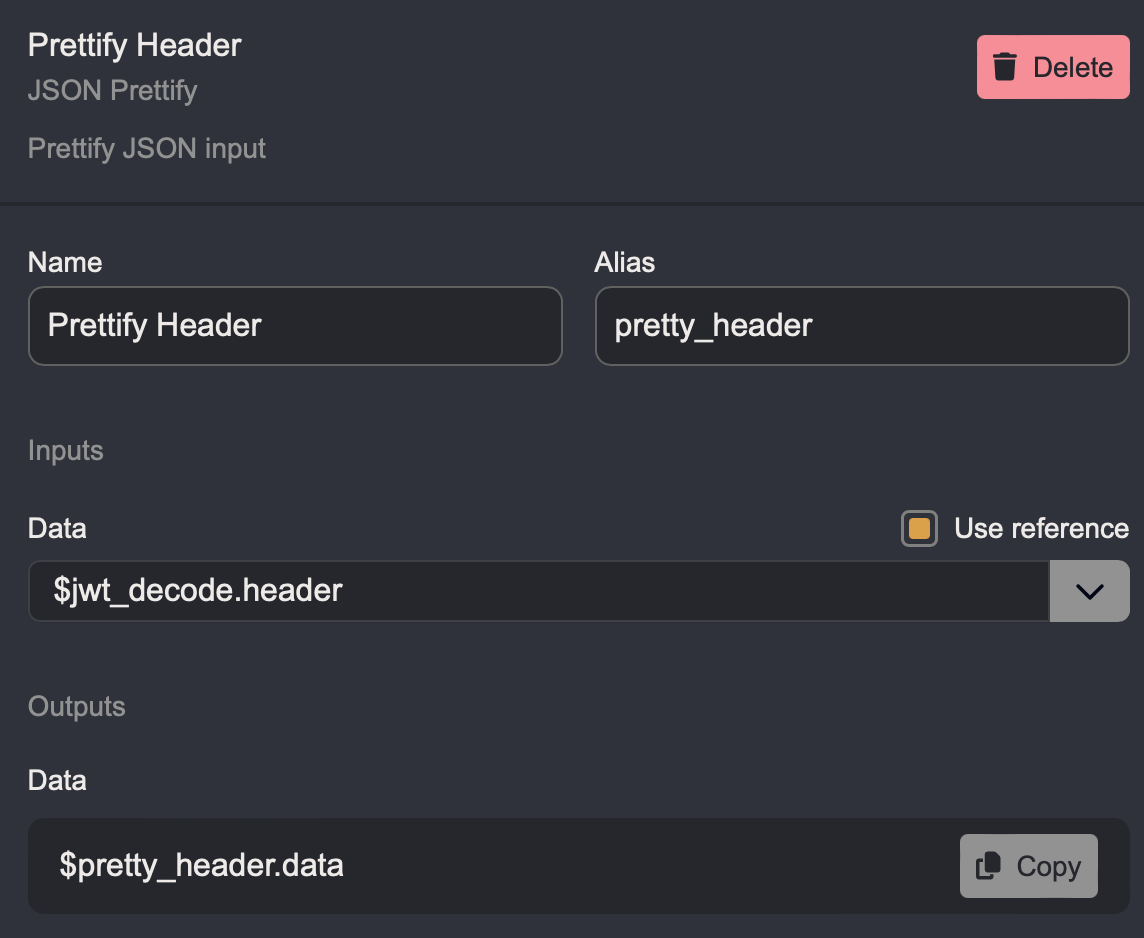 Prettify Header
JSON Prettify
Delete
Prettify JSON input
Name
Alias
Prettify Header
pretty_header
Inputs
Data
Use reference
$jwt_decode.header
Outputs
Data
$pretty_header.data
Copy